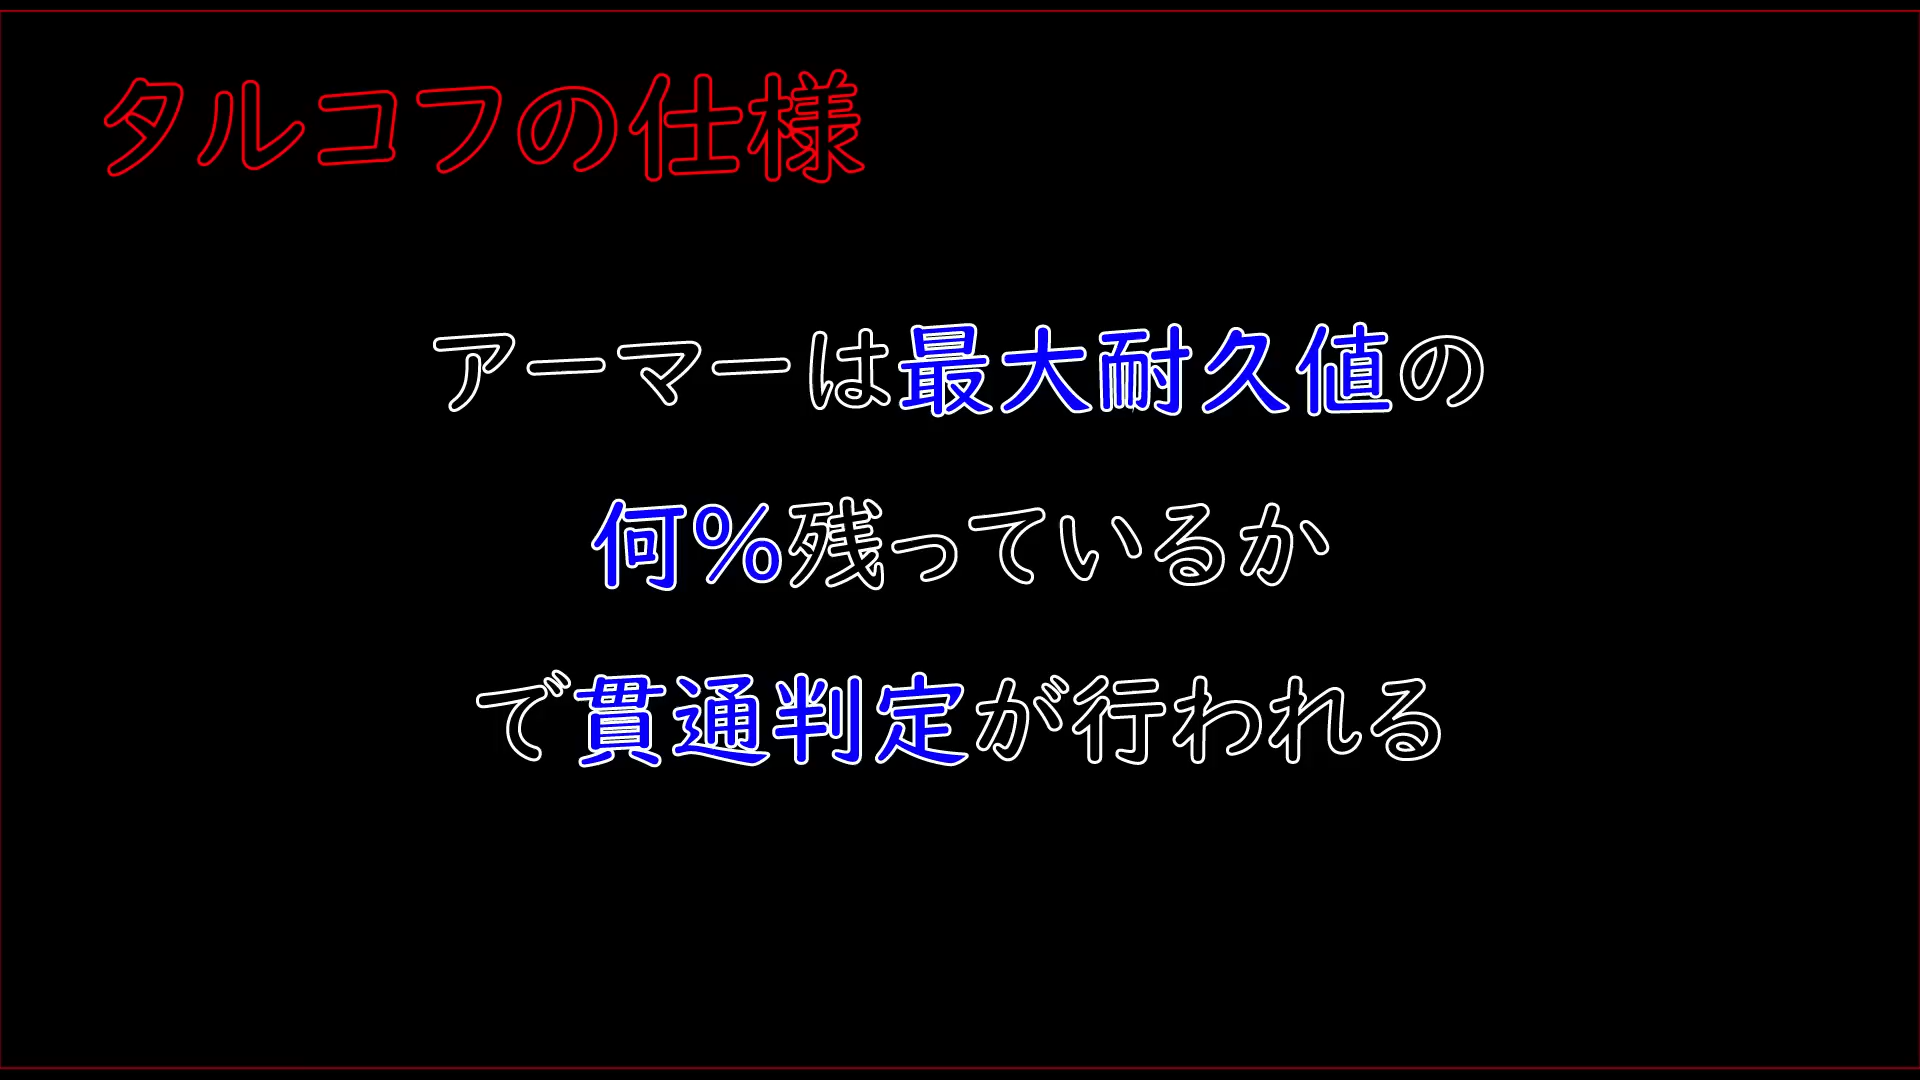 タルコフの仕様
アーマーは最大耐久値の
何%残っているか
で貫通判定が行われる